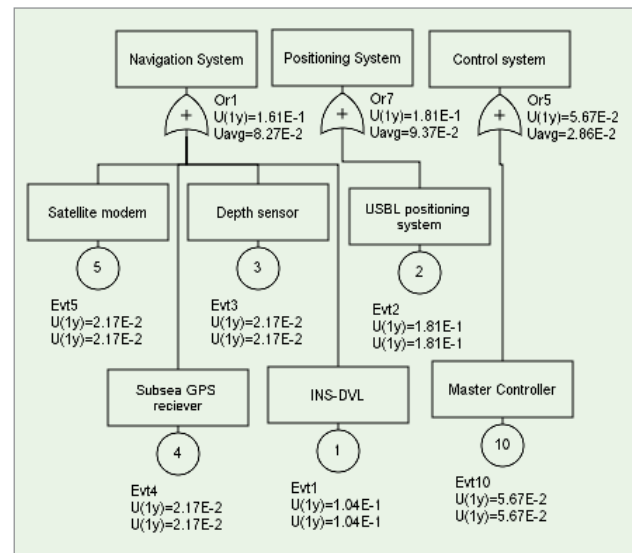 Navigation System
Positioning System
Control system
+
Or1
U(1y)=1.61E-1
Uavg=8.27E-2
+
Or7
U(1y)=1.81E-1
Uavg=9.37E-2
+
Or5
U(1y)=5.67E-2
Uavg=2.86E-2
Satellite modem
5
Evt5
U(1y)=2.17E-2
U(1y)=2.17E-2
Depth sensor
3
Evt3
U(1y)=2.17E-2
U(1y)=2.17E-2
USBL positioning
system
2
Evt2
U(1y)=1.81E-1
U(1y)=1.81E-1
Subsea GPS
reciever
4
Evt4
U(1y)=2.17E-2
U(1y)=2.17E-2
INS-DVL
1
Evt1
U(1y)=1.04E-1
U(1y)=1.04E-1
Master Controller
10
Evt10
U(1y)=5.67E-2
U(1y)=5.67E-2